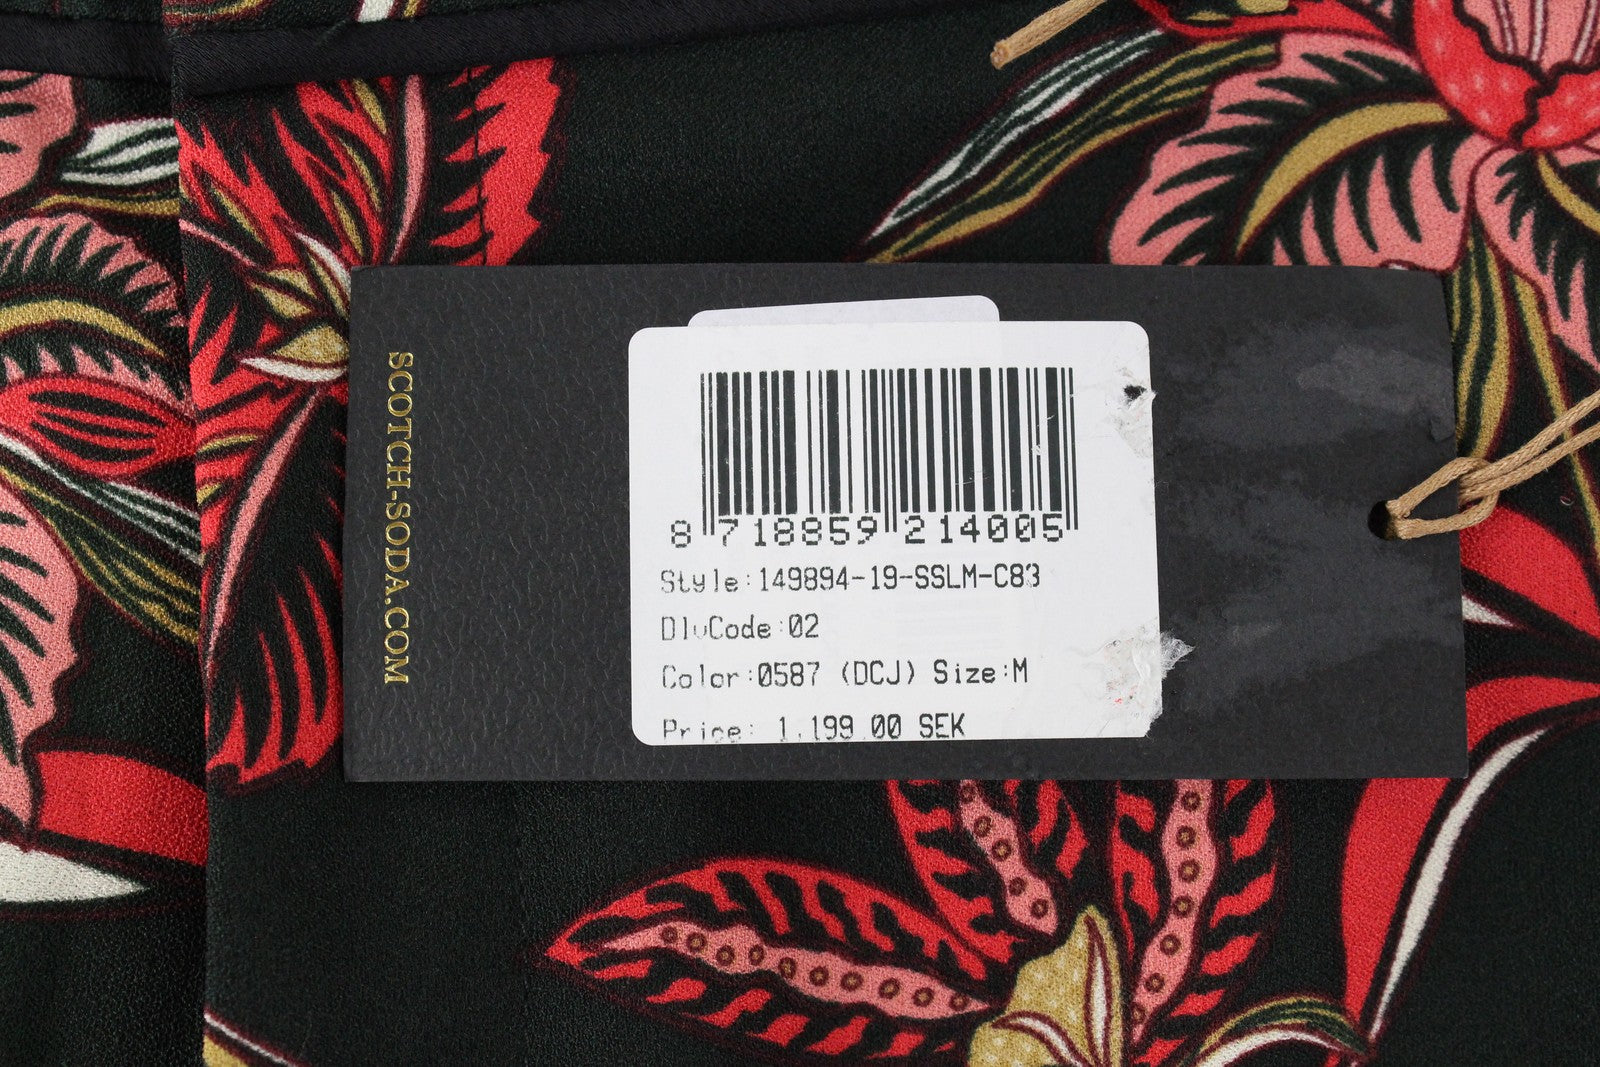 SCOTCH-SODA.COM
8 718859 214005
Style:149894-19-SSLM-C83
DlvCode:02
Color:0587 (DCJ) Size:M
Price: 1.199.00 SEK